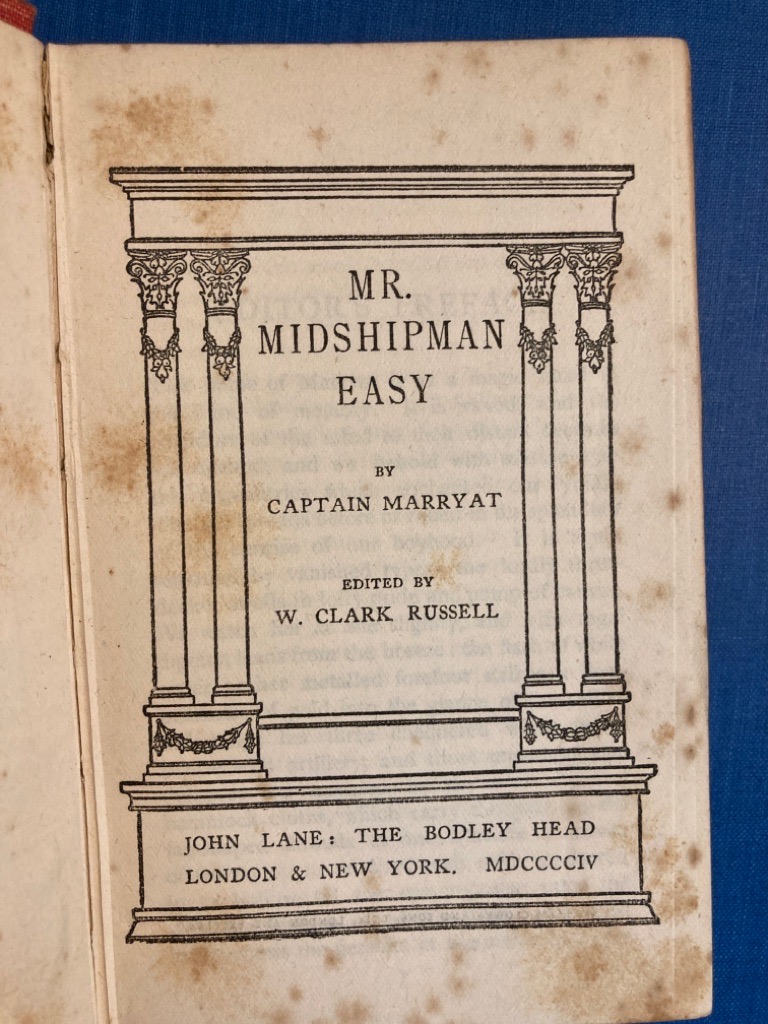 MR.
MIDSHIPMAN
EASY
BY
CAPTAIN MARRYAT
EDITED BY
W. CLARK RUSSELL
JOHN LANE: THE BODLEY HEAD
LONDON & NEW YORK. MDCCCCIV